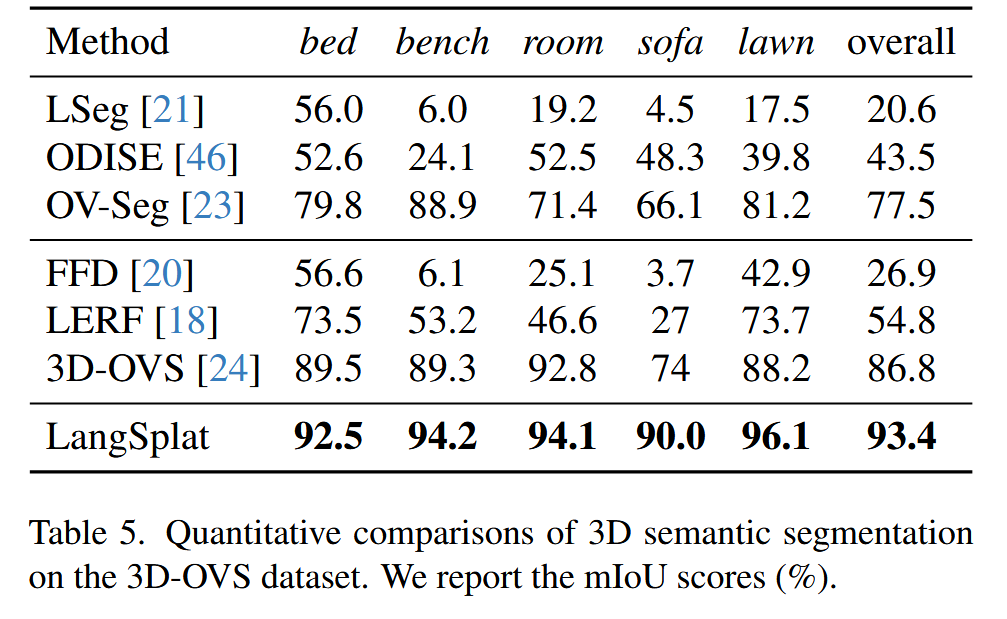 Method bed bench room sofa lawn overall
LSeg [21] 56.0 6.0 19.2 4.5 17.5 20.6
ODISE [46] 52.6 24.1 52.5 48.3 39.8 43.5
OV-Seg [23] 79.8 88.9 71.4 66.1 81.2 77.5
FFD [20] 56.6 6.1 25.1 3.7 42.9 26.9
LERF [18] 73.5 53.2 46.6 27 73.7 54.8
3D-OVS [24] 89.5 89.3 92.8 74 88.2 86.8
LangSplat 92.5 94.2 94.1 90.0 96.1 93.4
Table 5. Quantitative comparisons of 3D semantic segmentation
on the 3D-OVS dataset. We report the mIoU scores (%).